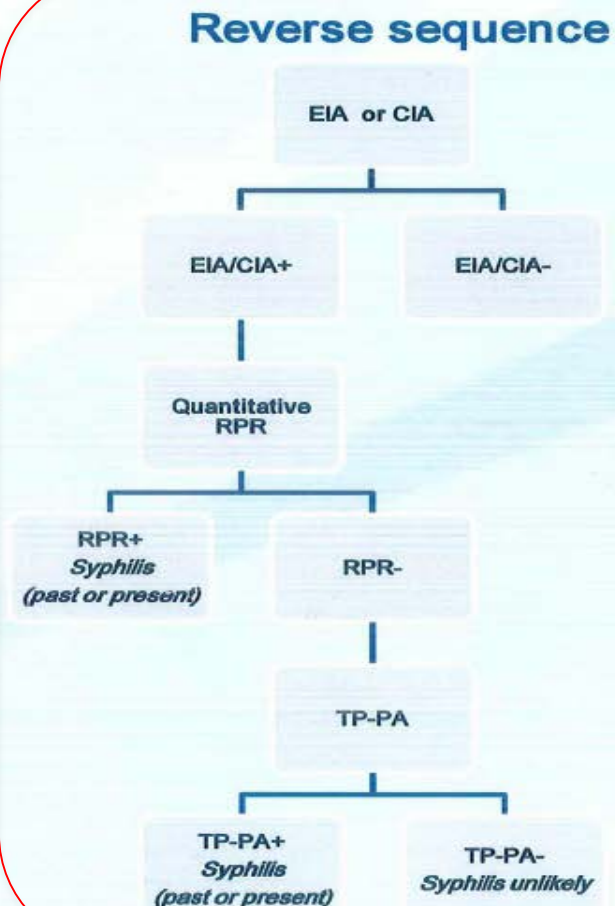 Reverse sequence
EIA or CIA
EIA/CIA+
EIA/CIA-
Quantitative
RPR
RPR+
Syphilis
(past or present)
RPR-
TP-PA
TP-PA+
Syphilis
(past or present)
TP-PA-
Syphilis unlikely